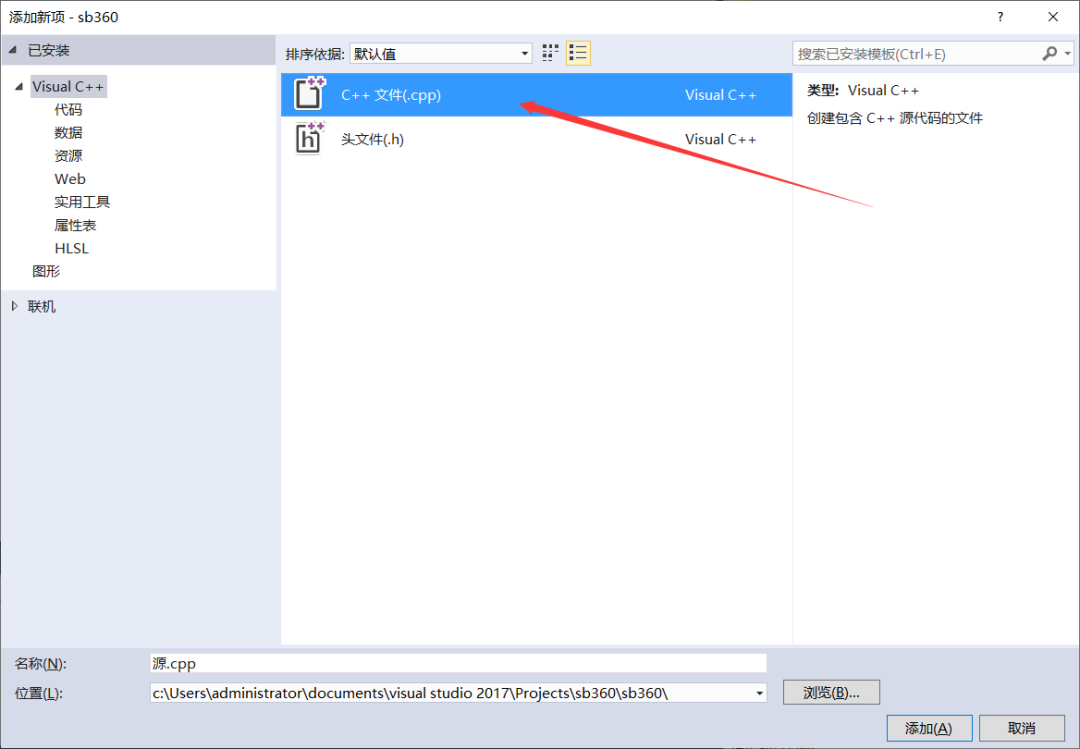 添加新项 - sb360
?
已安装
排序依据: 默认值
搜索已安装模板(Ctrl+E)
Visual C++
代码
数据
资源
Web
实用工具
属性表
HLSL
图形
联机
C++ 文件(.cpp) Visual C++
头文件(.h) Visual C++
类型: Visual C++
创建包含 C++ 源代码的文件
名称(N): 源.cpp
位置(L): c:\Users\administrator\documents\visual studio 2017\Projects\sb360\sb360\
浏览(B)...
添加(A) 取消